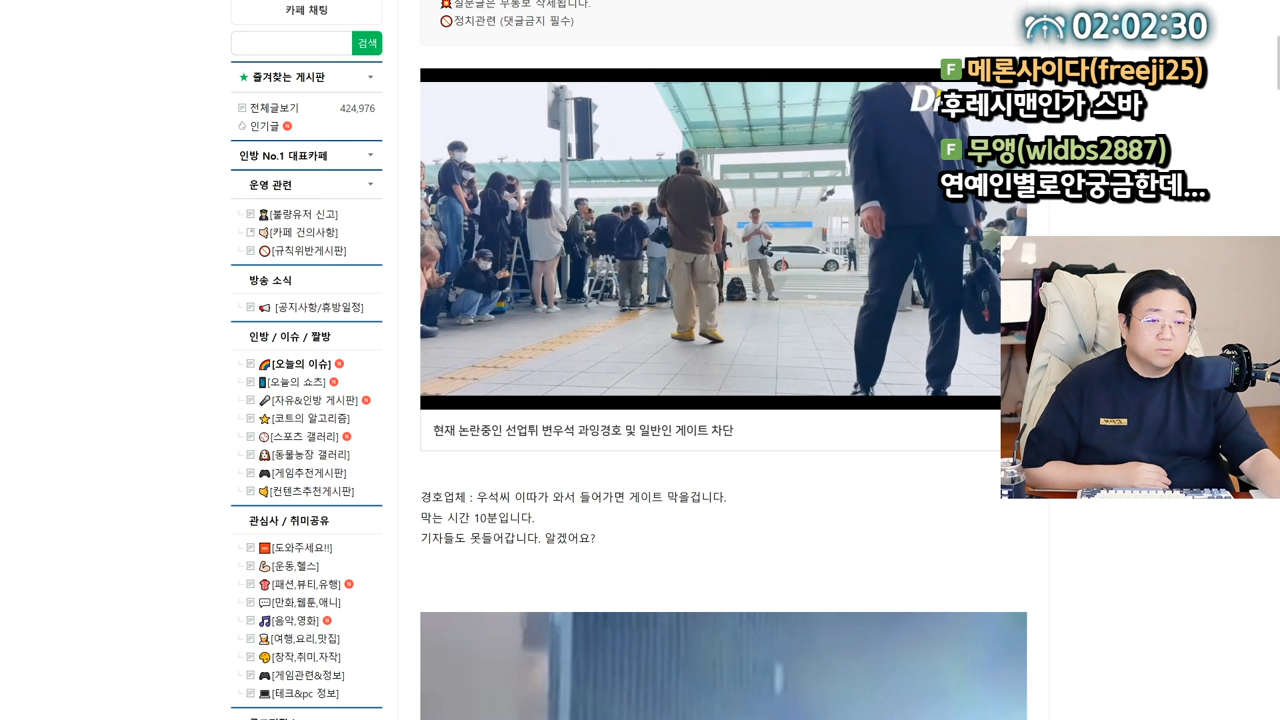 카페 채팅
검색
★ 즐겨찾는 게시판
전체글보기 424,976
인기글 N
인방 No.1 대표카페
운영 관련
[불량유저 신고]
[카페 건의사항]
[규칙위반게시판]
방송 소식
[공지사항/휴방일정]
인방 / 이슈 / 짤방
[오늘의 이슈] N
[오늘의 쇼츠] N
[자유&인방 게시판] N
[코트의 알고리즘]
[스포츠 갤러리] N
[동물농장 갤러리]
[게임추천게시판]
[컨텐츠추천게시판]
관심사 / 취미공유
[도와주세요!!]
[운동,헬스]
[패션,뷰티,유행] N
[만화,웹툰,애니]
[음악,영화] N
[여행,요리,맛집]
[창작,취미,자작]
[게임관련&정보]
[테크&pc 정보]
질문글은 무통보 삭제됩니다.
정치관련 (댓글금지 필수)
현재 논란중인 선업튀 변우석 과잉경호 및 일반인 게이트 차단
경호업체 : 우석씨 이따가 와서 들어가면 게이트 막을겁니다.
막는 시간 10분입니다.
기자들도 못들어갑니다. 알겠어요?
02:02:30
F 메론사이다(freeji25)
후레시맨인가 스바
F 무앵(wldbs2887)
연예인별로안궁금한데...